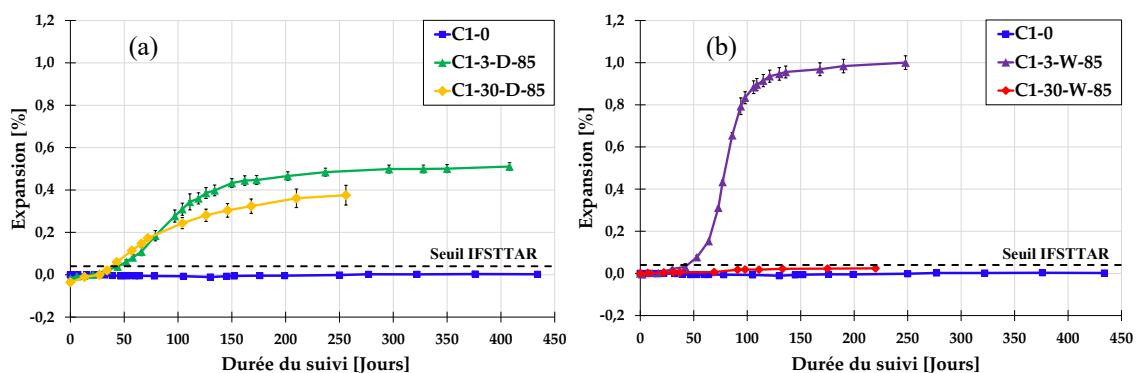 (a)
C1-0
C1-3-D-85
C1-30-D-85
Seuil IFSTTAR
Expansion [%]
1,2
1,0
0,8
0,6
0,4
0,2
0,0
-0,2
0 50 100 150 200 250 300 350 400 450
Durée du suivi [Jours]
(b)
C1-0
C1-3-W-85
C1-30-W-85
Seuil IFSTTAR
Expansion [%]
1,2
1,0
0,8
0,6
0,4
0,2
0,0
-0,2
0 50 100 150 200 250 300 350 400 450
Durée du suivi [Jours]